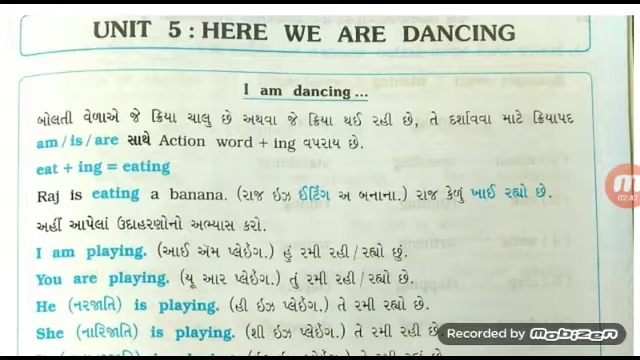 UNIT 5 : HERE WE ARE DANCING
I am dancing ...
બોલતી વેળાએ જે ક્રિયા ચાલુ છે અથવા જે ક્રિયા થઈ રહી છે, તે દર્શાવવા માટે ક્રિયાપદ
am/is/are સાથે Action word + ing વપરાય છે.
eat + ing = eating
Raj is eating a banana. (રાજ ઇઝ ઈટિંગ અ બનાના.) રાજ કેળું ખાઈ રહ્યો છે.
અહીં આપેલાં ઉદાહરણોનો અભ્યાસ કરો.
I am playing. (આઈ ઍમ પ્લેઇંગ.) હું રમી રહી/રહ્યો છું.
You are playing. (યૂ આર પ્લેઇંગ.) તું રમી રહી/રહ્યો છે.
He (નરજાતિ) is playing. (હી ઇઝ પ્લેઇંગ.) તે રમી રહ્યો છે.
She (નારિજાતિ) is playing. (શી ઇઝ પ્લેઇંગ.) તે રમી રહી છે.
02:43
Recorded by mobizen